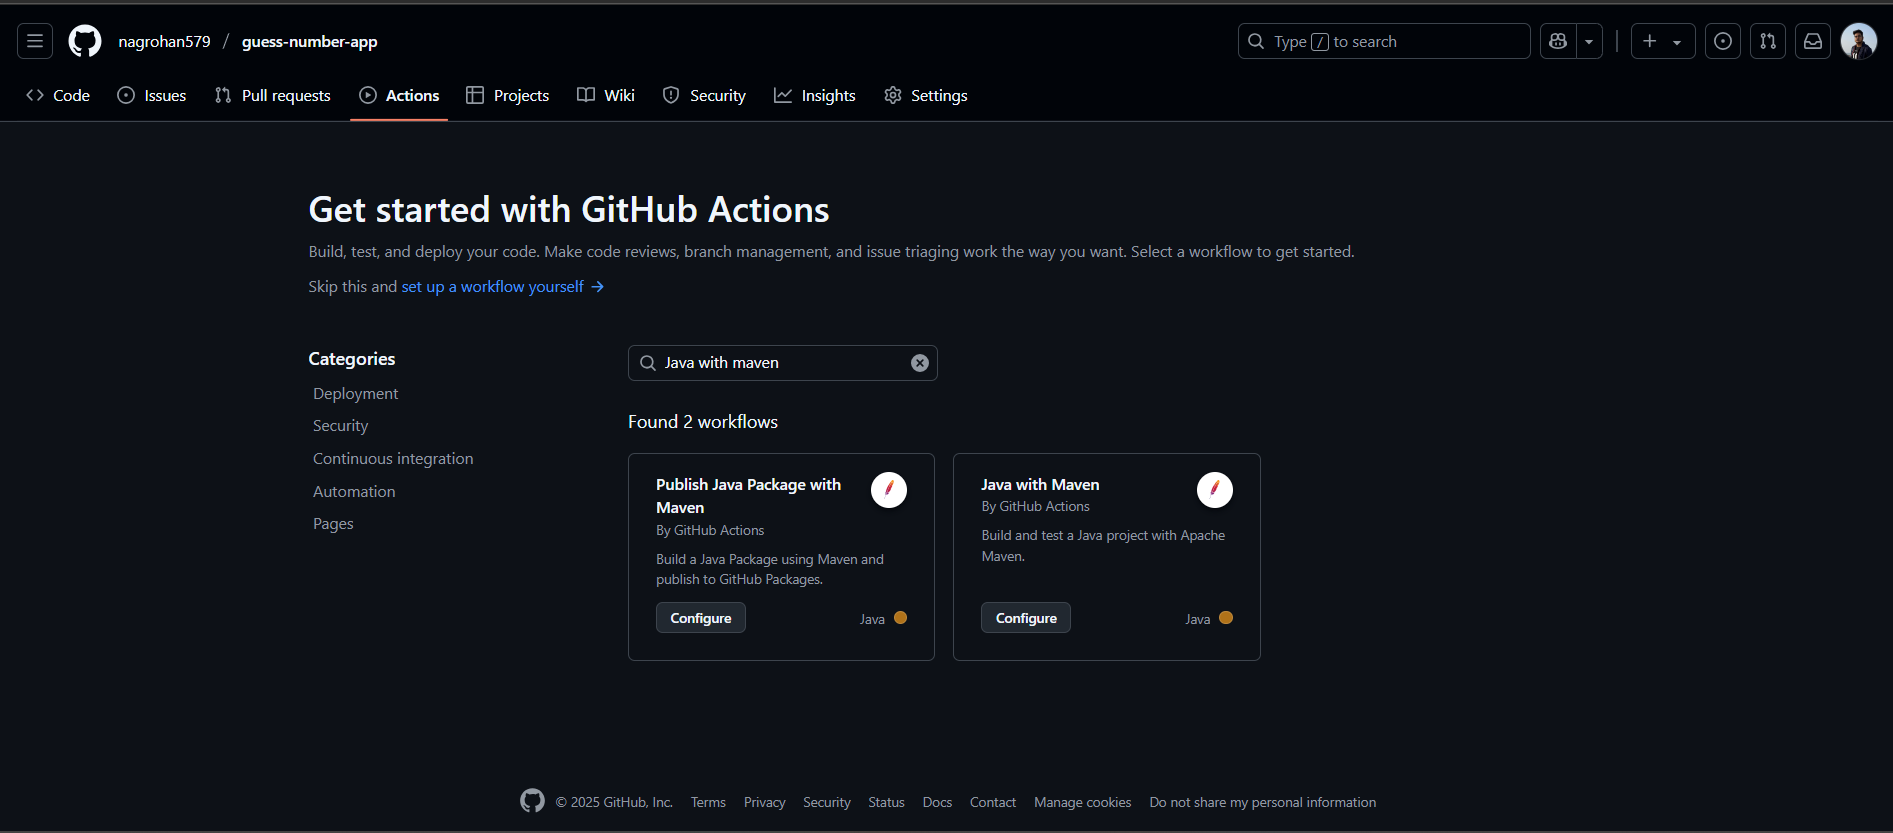 nagrohan579 / guess-number-app
Type / to search
Code Issues Pull requests Actions Projects Wiki Security Insights Settings
Get started with GitHub Actions
Build, test, and deploy your code. Make code reviews, branch management, and issue triaging work the way you want. Select a workflow to get started.
Skip this and set up a workflow yourself →
Categories
Deployment
Security
Continuous integration
Automation
Pages
Java with maven
Found 2 workflows
Publish Java Package with
Maven
By GitHub Actions
Build a Java Package using Maven and
publish to GitHub Packages.
Configure
Java
Java with Maven
By GitHub Actions
Build and test a Java project with Apache
Maven.
Configure
Java
© 2025 GitHub, Inc. Terms Privacy Security Status Docs Contact Manage cookies Do not share my personal information